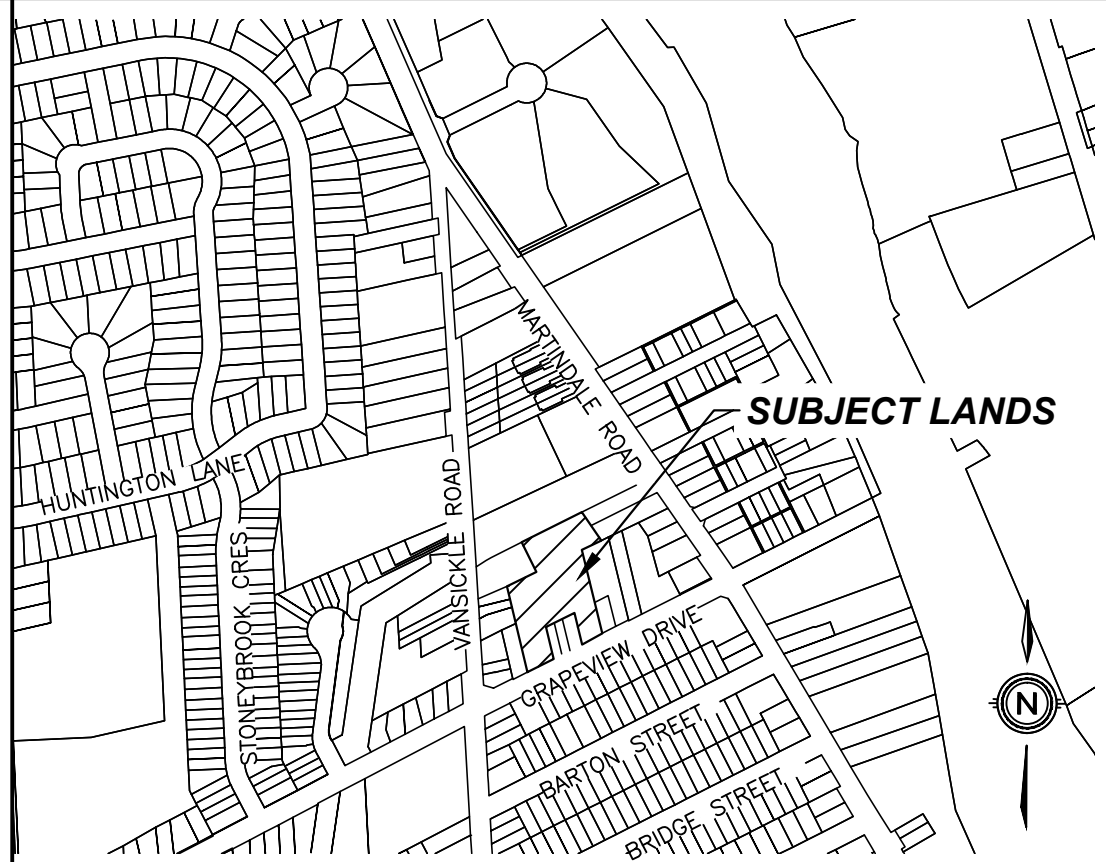 MARTINDALE ROAD
SUBJECT LANDS
HUNTINGTON LANE
VANSICKLE ROAD
STONEYBROOK CRES
GRAPEVIEW DRIVE
BARTON STREET
BRIDGE STREET
N